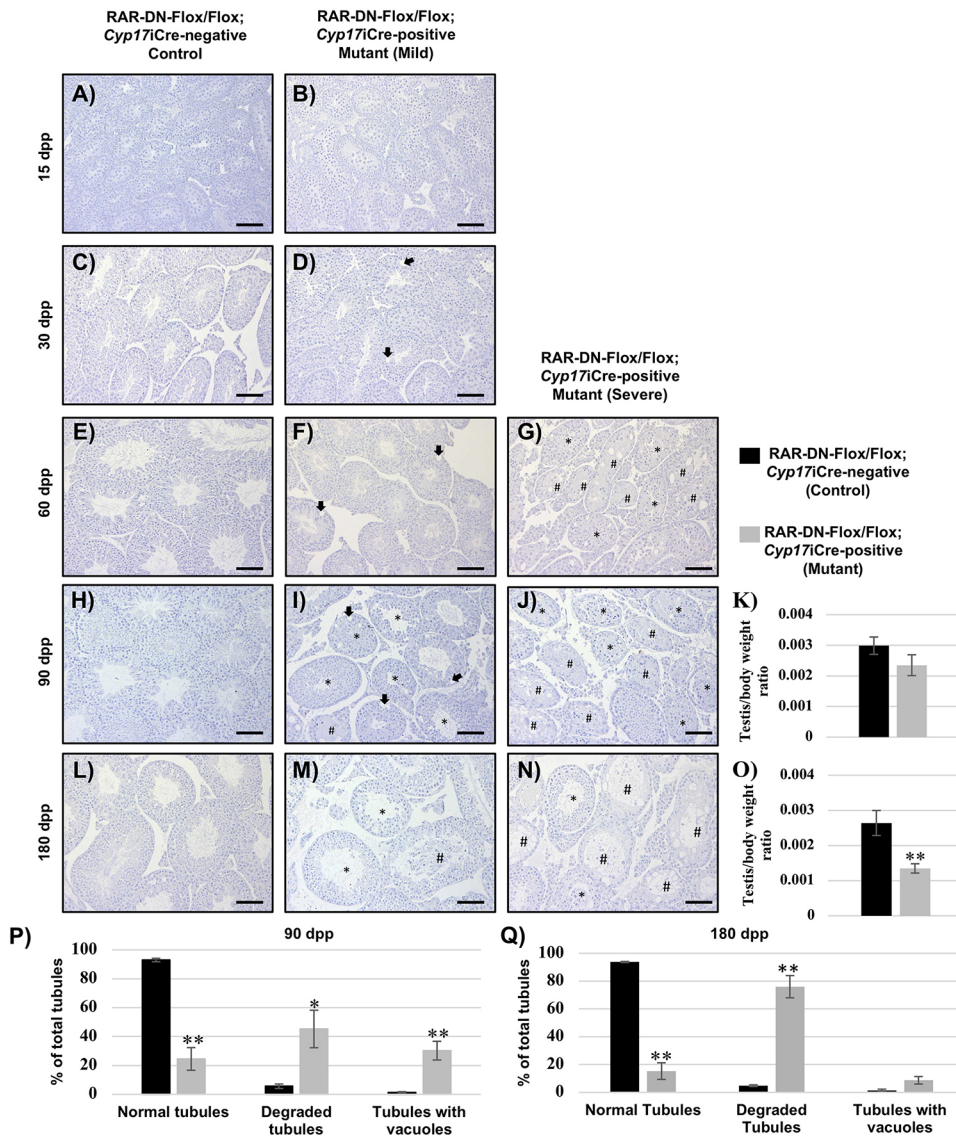 RAR-DN-Flox/Flox;
Cyp17iCre-negative
Control
RAR-DN-Flox/Flox;
Cyp17iCre-positive
Mutant (Mild)
15 dpp
A)
B)
30 dpp
C)
D)
RAR-DN-Flox/Flox;
Cyp17iCre-positive
Mutant (Severe)
60 dpp
E)
F)
G)
* * # # # # # # * *
RAR-DN-Flox/Flox;
Cyp17iCre-negative
(Control)
RAR-DN-Flox/Flox;
Cyp17iCre-positive
(Mutant)
90 dpp
H)
I)
* * * * # *
J)
* * * # * # # * # # # *
K)
Testis/body weight
ratio
0.004
0.003
0.002
0.001
0
180 dpp
L)
M)
* * #
N)
# * # # # * #
O)
Testis/body weight
ratio
0.004
0.003
0.002
0.001
0
**
P)
90 dpp
% of total tubules
100
80
60
40
20
0
**
*
**
Normal tubules
Degraded
tubules
Tubules with
vacuoles
Q)
180 dpp
% of total tubules
100
80
60
40
20
0
**
**
Normal Tubules
Degraded
Tubules
Tubules with
vacuoles